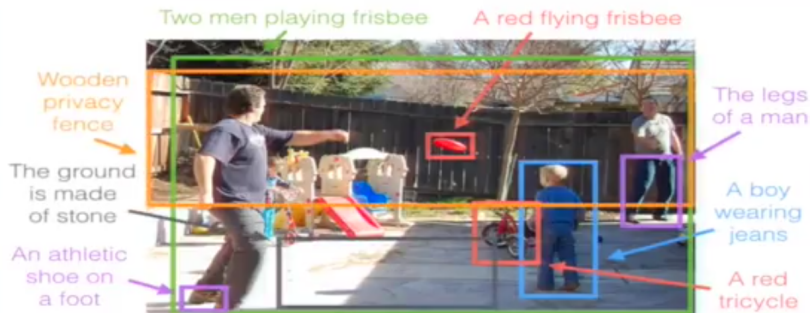 Two men playing frisbee
A red flying frisbee
Wooden
privacy
fence
The legs
of a man
The ground
is made
of stone
A boy
wearing
jeans
An athletic
shoe on
a foot
A red
tricycle